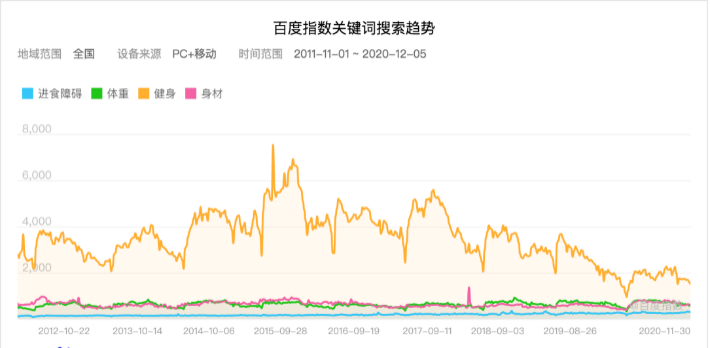 百度指数关键词搜索趋势
地域范围 全国 设备来源 PC+移动 时间范围 2011-11-01 ~ 2020-12-05
进食障碍 体重 健身 身材
8,000
6,000
4,000
2,000
百度指数
2012-10-22 2013-10-14 2014-10-06 2015-09-28 2016-09-19 2017-09-11 2018-09-03 2019-08-26 2020-11-30